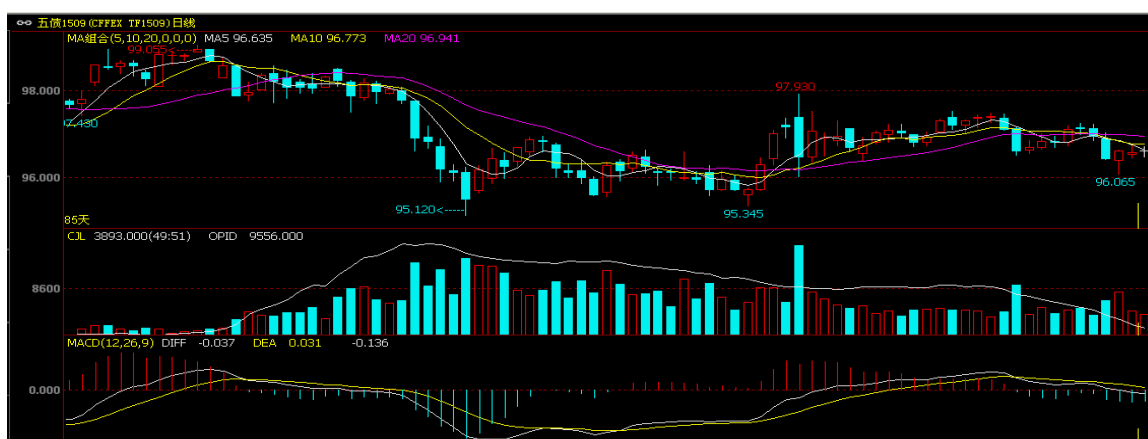 五债1509(CFFEX TF1509)日线
MA组合(5,10,20,0,0,0) MA5 96.635 MA10 96.773 MA20 96.941
99.055
98.000
97.930
97.430
96.000
96.065
95.120
95.345
85天
CJL 3893.000(49:51) OPID 9556.000
8600
MACD(12,26,9) DIFF -0.037 DEA 0.031 -0.136
0.000